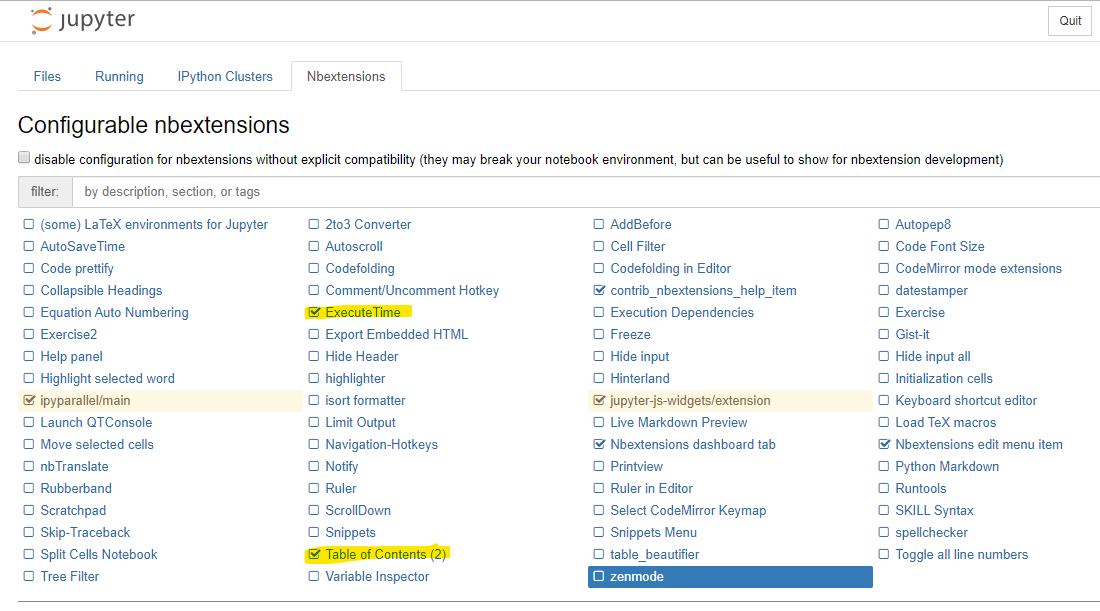 jupyter
Quit
Files Running IPython Clusters Nbextensions
Configurable nbextensions
disable configuration for nbextensions without explicit compatibility (they may break your notebook environment, but can be useful to show for nbextension development)
filter: by description, section, or tags
(some) LaTeX environments for Jupyter 2to3 Converter AddBefore Autopep8
AutoSaveTime Autoscroll Cell Filter Code Font Size
Code prettify Codefolding Codefolding in Editor CodeMirror mode extensions
Collapsible Headings Comment/Uncomment Hotkey contrib_nbextensions_help_item datestamper
Equation Auto Numbering ExecuteTime Execution Dependencies Exercise
Exercise2 Export Embedded HTML Freeze Gist-it
Help panel Hide Header Hide input Hide input all
Highlight selected word highlighter Hinterland Initialization cells
ipyparallel/main isort formatter jupyter-js-widgets/extension Keyboard shortcut editor
Launch QTConsole Limit Output Live Markdown Preview Load TeX macros
Move selected cells Navigation-Hotkeys Nbextensions dashboard tab Nbextensions edit menu item
nbTranslate Notify Printview Python Markdown
Rubberband Ruler Ruler in Editor Runtools
Scratchpad ScrollDown Select CodeMirror Keymap SKILL Syntax
Skip-Traceback Snippets Snippets Menu spellchecker
Split Cells Notebook Table of Contents (2) table_beautifier Toggle all line numbers
Tree Filter Variable Inspector zenmode